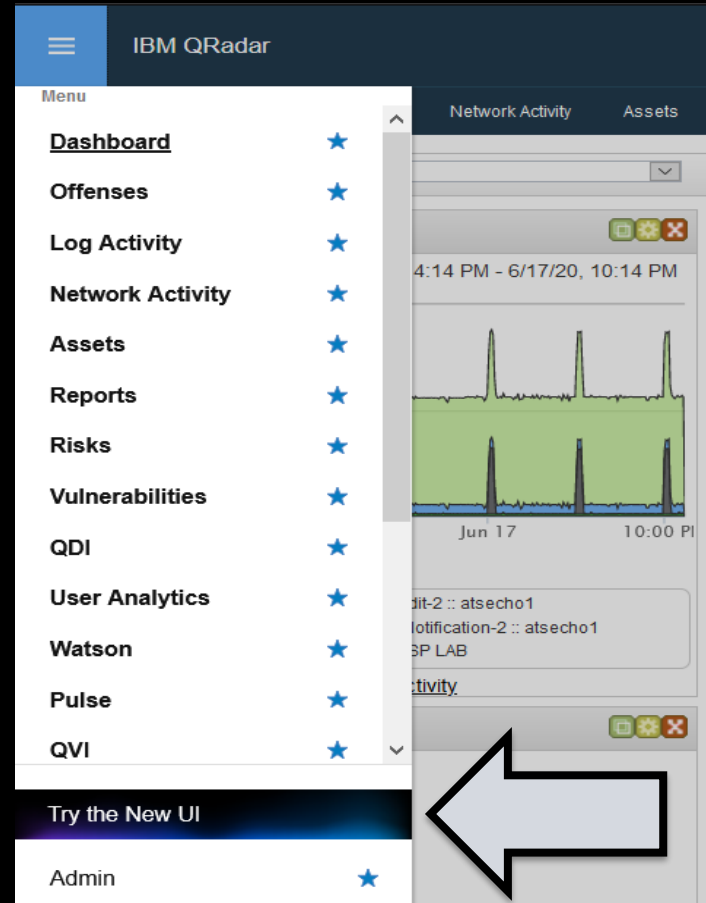 IBM QRadar
Menu
Network Activity Assets
Dashboard
Offenses
Log Activity
Network Activity
Assets
Reports
Risks
Vulnerabilities
QDI
User Analytics
Watson
Pulse
QVI
Try the New UI
Admin
4:14 PM - 6/17/20, 10:14 PM
Jun 17 10:00 P
dit-2 :: atsecho1
lotification-2 :: atsecho1
SP LAB
ctivity